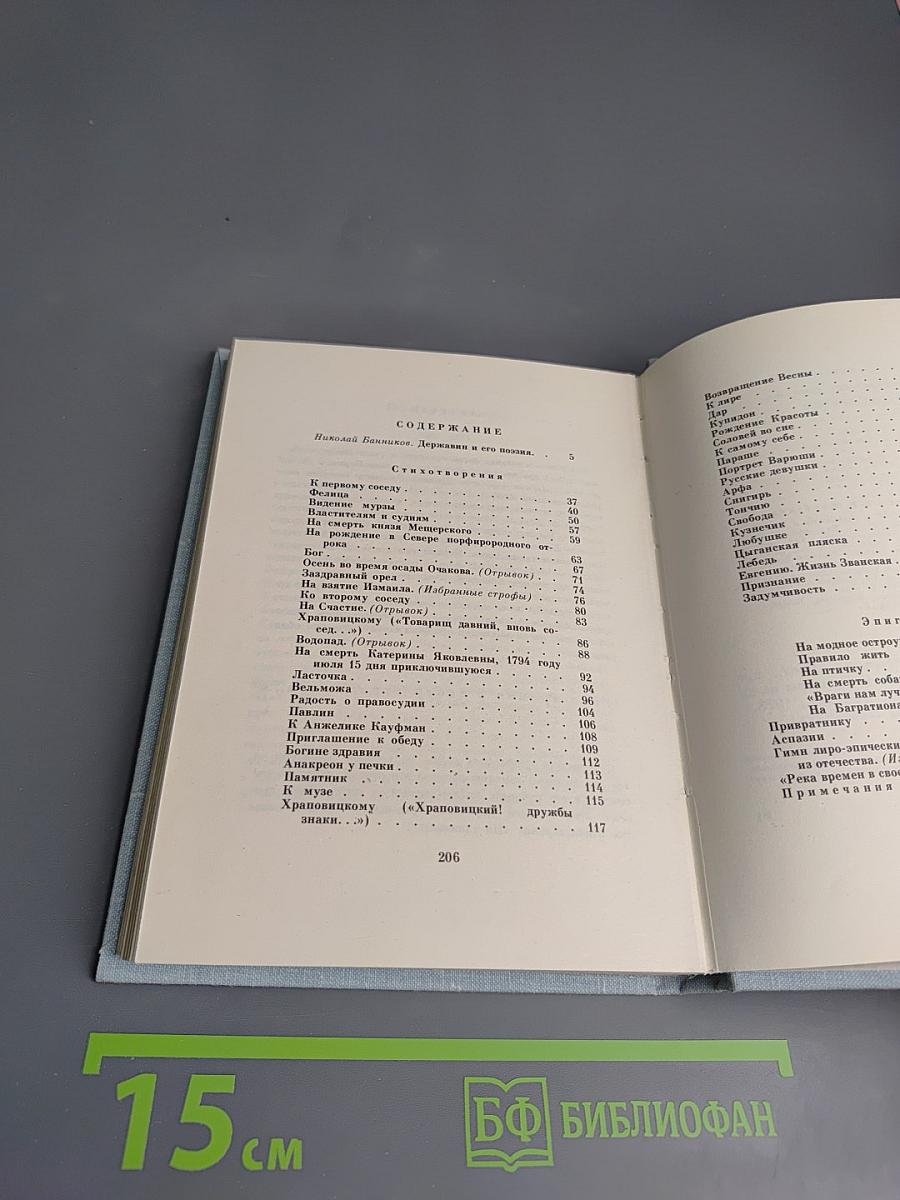 СОДЕРЖАНИЕ
Николай Банников. Державин и его поэзия. . 5
Стихотворения
К первому соседу . . . . . . . . . . 37
Фелица . . . . . . . . . . 40
Видение мурзы . . . . . . . . . . 50
Властителям и судиям . . . . . . . . . . 57
На смерть князя Мещерского . . . . . . 59
На рождение в Севере порфирородного от-
рока . . . . . . . . . . 63
Бог . . . . . . . . . . 67
Осень во время осады Очакова. (Отрывок) . . 71
Заздравный орел . . . . . . . . . . 74
На взятие Измаила. (Избранные строфы) . . 76
Ко второму соседу . . . . . . . . . . 80
На Счастие. (Отрывок) . . . . . . . . 83
Храповицкому («Товарищ давний, вновь со-
сед. . .») . . . . . . . . . . 86
Водопад. (Отрывок) . . . . . . . . . . 88
На смерть Катерины Яковлевны, 1794 году
июля 15 дня приключившуюся . . . . . 92
Ласточка . . . . . . . . . . 94
Вельможа . . . . . . . . . . 96
Радость о правосудии . . . . . . . . . . 104
Павлин . . . . . . . . . . 106
К Анжелике Кауфман . . . . . . . . . . 108
Приглашение к обеду . . . . . . . . . . 109
Богине здравия . . . . . . . . . . 112
Анакреон у печки . . . . . . . . . . 113
Памятник . . . . . . . . . . 114
К музе . . . . . . . . . . 115
Храповицкому («Храповицкий! дружбы
знаки. . .») . . . . . . . . . . 117
206
Возвращение Весны . . . . .
К лире . . . . .
Дар . . . . .
Купидон . . . . .
Рождение Красоты . . . . .
Соловей во сне . . . . .
К самому себе . . . . .
Параше . . . . .
Портрет Варюши . . . . .
Русские девушки . . . . .
Арфа . . . . .
Снигирь . . . . .
Тончию . . . . .
Свобода . . . . .
Кузнечик . . . . .
Любушке . . . . .
Цыганская пляска . . . . .
Лебедь . . . . .
Евгению. Жизнь Званская .
Признание . . . . .
Задумчивость . . . . .
Эпиг
На модное остроу
Правило жить
На птичку . .
На смерть соба
«Враги нам луч
На Багратиона
Привратнику . . .
Аспазии . . . .
Гимн лиро-эпически
из отечества. (Из
«Река времен в свое
Примечания
15 см
БФ БИБЛИОФАН